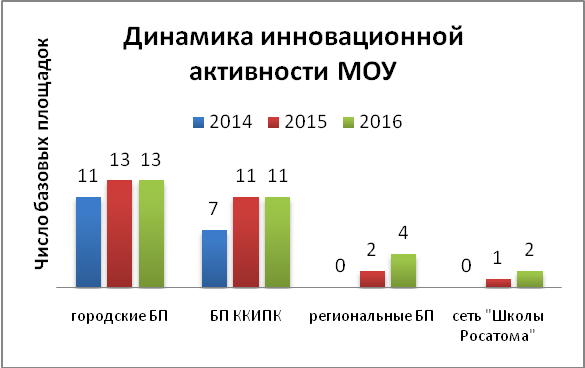 Динамика инновационной
активности МОУ
Число базовых площадок
2014 2015 2016
11 13 13 7 11 11 0 2 4 0 1 2
городские БП БП ККИПК региональные БП сеть "Школы
Росатома"